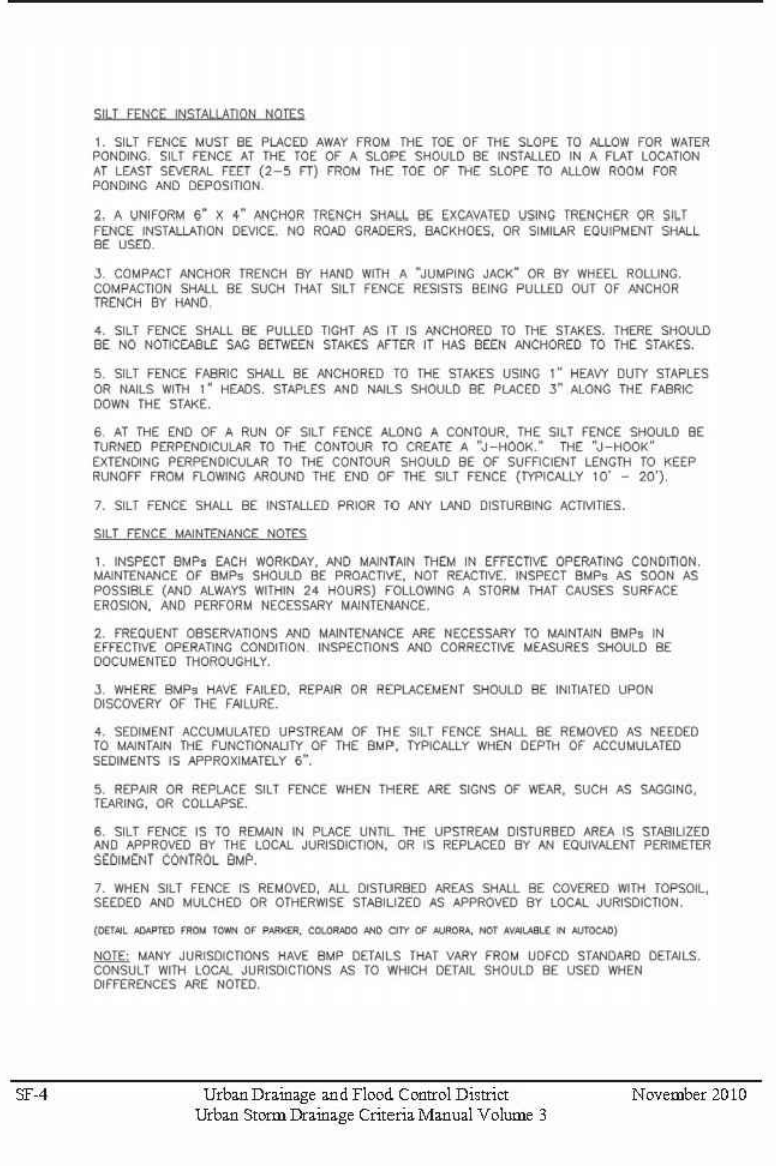 SILT FENCE INSTALLATION NOTES
1. SILT FENCE MUST BE PLACED AWAY FROM THE TOE OF THE SLOPE TO ALLOW FOR WATER
PONDING. SILT FENCE AT THE TOE OF A SLOPE SHOULD BE INSTALLED IN A FLAT LOCATION
AT LEAST SEVERAL FEET (2-5 FT) FROM THE TOE OF THE SLOPE TO ALLOW ROOM FOR
PONDING AND DEPOSITION.
2. A UNIFORM 6" X 4" ANCHOR TRENCH SHALL BE EXCAVATED USING TRENCHER OR SILT
FENCE INSTALLATION DEVICE. NO ROAD GRADERS, BACKHOES, OR SIMILAR EQUIPMENT SHALL
BE USED.
3. COMPACT ANCHOR TRENCH BY HAND WITH A "JUMPING JACK" OR BY WHEEL ROLLING.
COMPACTION SHALL BE SUCH THAT SILT FENCE RESISTS BEING PULLED OUT OF ANCHOR
TRENCH BY HAND.
4. SILT FENCE SHALL BE PULLED TIGHT AS IT IS ANCHORED TO THE STAKES. THERE SHOULD
BE NO NOTICEABLE SAG BETWEEN STAKES AFTER IT HAS BEEN ANCHORED TO THE STAKES.
5. SILT FENCE FABRIC SHALL BE ANCHORED TO THE STAKES USING 1" HEAVY DUTY STAPLES
OR NAILS WITH 1" HEADS. STAPLES AND NAILS SHOULD BE PLACED 3" ALONG THE FABRIC
DOWN THE STAKE.
6. AT THE END OF A RUN OF SILT FENCE ALONG A CONTOUR, THE SILT FENCE SHOULD BE
TURNED PERPENDICULAR TO THE CONTOUR TO CREATE A "J-HOOK." THE "J-HOOK"
EXTENDING PERPENDICULAR TO THE CONTOUR SHOULD BE OF SUFFICIENT LENGTH TO KEEP
RUNOFF FROM FLOWING AROUND THE END OF THE SILT FENCE (TYPICALLY 10' - 20').
7. SILT FENCE SHALL BE INSTALLED PRIOR TO ANY LAND DISTURBING ACTIVITIES.
SILT FENCE MAINTENANCE NOTES
1. INSPECT BMPs EACH WORKDAY, AND MAINTAIN THEM IN EFFECTIVE OPERATING CONDITION.
MAINTENANCE OF BMPs SHOULD BE PROACTIVE, NOT REACTIVE. INSPECT BMPs AS SOON AS
POSSIBLE (AND ALWAYS WITHIN 24 HOURS) FOLLOWING A STORM THAT CAUSES SURFACE
EROSION, AND PERFORM NECESSARY MAINTENANCE.
2. FREQUENT OBSERVATIONS AND MAINTENANCE ARE NECESSARY TO MAINTAIN BMPs IN
EFFECTIVE OPERATING CONDITION. INSPECTIONS AND CORRECTIVE MEASURES SHOULD BE
DOCUMENTED THOROUGHLY.
3. WHERE BMPs HAVE FAILED, REPAIR OR REPLACEMENT SHOULD BE INITIATED UPON
DISCOVERY OF THE FAILURE.
4. SEDIMENT ACCUMULATED UPSTREAM OF THE SILT FENCE SHALL BE REMOVED AS NEEDED
TO MAINTAIN THE FUNCTIONALITY OF THE BMP, TYPICALLY WHEN DEPTH OF ACCUMULATED
SEDIMENTS IS APPROXIMATELY 6".
5. REPAIR OR REPLACE SILT FENCE WHEN THERE ARE SIGNS OF WEAR, SUCH AS SAGGING,
TEARING, OR COLLAPSE.
6. SILT FENCE IS TO REMAIN IN PLACE UNTIL THE UPSTREAM DISTURBED AREA IS STABILIZED
AND APPROVED BY THE LOCAL JURISDICTION, OR IS REPLACED BY AN EQUIVALENT PERIMETER
SEDIMENT CONTROL BMP.
7. WHEN SILT FENCE IS REMOVED, ALL DISTURBED AREAS SHALL BE COVERED WITH TOPSOIL,
SEEDED AND MULCHED OR OTHERWISE STABILIZED AS APPROVED BY LOCAL JURISDICTION.
(DETAIL ADAPTED FROM TOWN OF PARKER, COLORADO AND CITY OF AURORA, NOT AVAILABLE IN AUTOCAD)
NOTE: MANY JURISDICTIONS HAVE BMP DETAILS THAT VARY FROM UDFCD STANDARD DETAILS.
CONSULT WITH LOCAL JURISDICTIONS AS TO WHICH DETAIL SHOULD BE USED WHEN
DIFFERENCES ARE NOTED.
SF-4 Urban Drainage and Flood Control District November 2010
Urban Storm Drainage Criteria Manual Volume 3